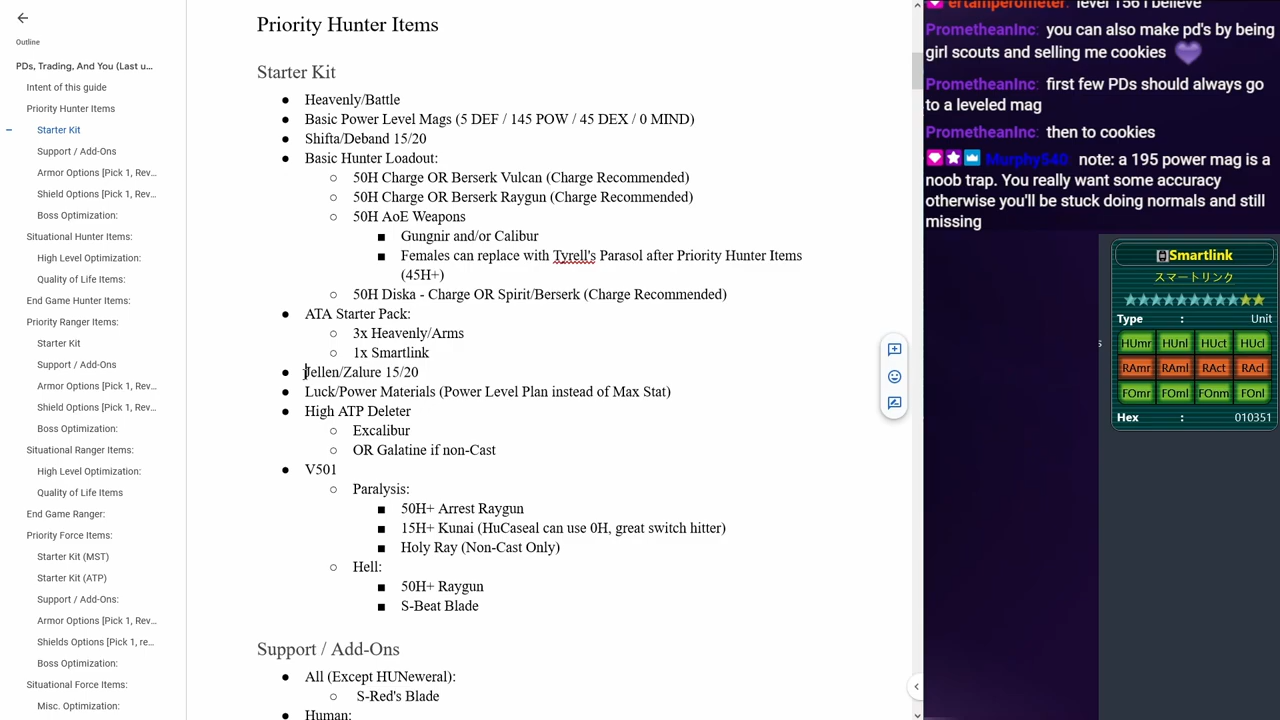 Outline
PDs, Trading, And You (Last u...
Intent of this guide
Priority Hunter Items
Starter Kit
Support / Add-Ons
Armor Options [Pick 1, Rev...
Shield Options [Pick 1, Rev...
Boss Optimization:
Situational Hunter Items:
High Level Optimization:
Quality of Life Items:
End Game Hunter Items:
Priority Ranger Items:
Starter Kit
Support / Add-Ons
Armor Options [Pick 1, Rev...
Shield Options [Pick 1, Rev...
Boss Optimization:
Situational Ranger Items:
High Level Optimization:
Quality of Life Items
End Game Ranger:
Priority Force Items:
Starter Kit (MST)
Starter Kit (ATP)
Support / Add-Ons:
Armor Options [Pick 1, Rev...
Shields Options [Pick 1, re...
Boss Optimization:
Situational Force Items:
Misc. Optimization:
Priority Hunter Items
Starter Kit
● Heavenly/Battle
● Basic Power Level Mags (5 DEF / 145 POW / 45 DEX / 0 MIND)
● Shifta/Deband 15/20
● Basic Hunter Loadout:
○ 50H Charge OR Berserk Vulcan (Charge Recommended)
○ 50H Charge OR Berserk Raygun (Charge Recommended)
○ 50H AoE Weapons
■ Gungnir and/or Calibur
■ Females can replace with Tyrell's Parasol after Priority Hunter Items
(45H+)
○ 50H Diska - Charge OR Spirit/Berserk (Charge Recommended)
● ATA Starter Pack:
○ 3x Heavenly/Arms
○ 1x Smartlink
● Jellen/Zalure 15/20
● Luck/Power Materials (Power Level Plan instead of Max Stat)
● High ATP Deleter
○ Excalibur
○ OR Galatine if non-Cast
● V501
○ Paralysis:
■ 50H+ Arrest Raygun
■ 15H+ Kunai (HuCaseal can use 0H, great switch hitter)
■ Holy Ray (Non-Cast Only)
○ Hell:
■ 50H+ Raygun
■ S-Beat Blade
Support / Add-Ons
● All (Except HUNeweral):
○ S-Red's Blade
● Human:
ertamperometer: level 156 i believe
PrometheanInc: you can also make pd's by being
girl scouts and selling me cookies
PrometheanInc: first few PDs should always go
to a leveled mag
PrometheanInc: then to cookies
Murphy540: note: a 195 power mag is a
noob trap. You really want some accuracy
otherwise you'll be stuck doing normals and still
missing
Smartlink
スマートリンク
★★★★★★★★★★★★
Type : Unit
HUmr HUnl HUct HUcl
RAmr RAml RAct RAcl
FOmr FOml FOnm FOnl
Hex : 010351
s